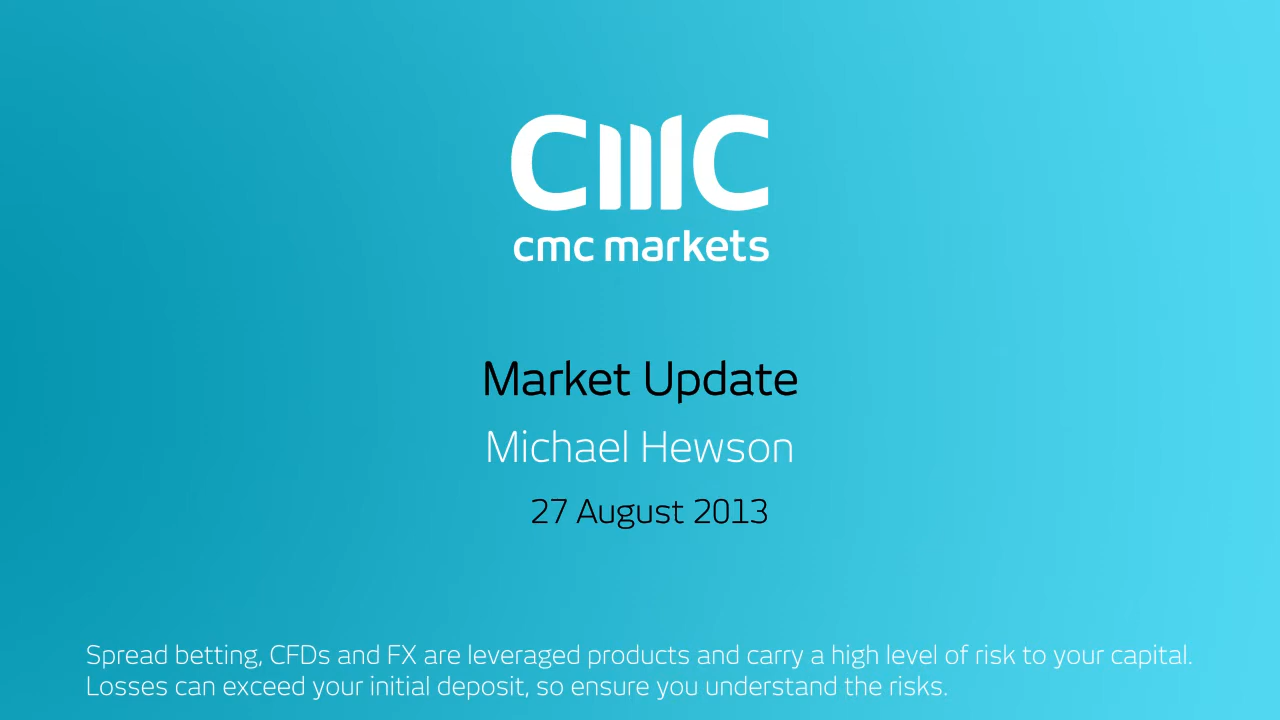 CMC
cmc markets
Market Update
Michael Hewson
27 August 2013
Spread betting, CFDs and FX are leveraged products and carry a high level of risk to your capital.
Losses can exceed your initial deposit, so ensure you understand the risks.